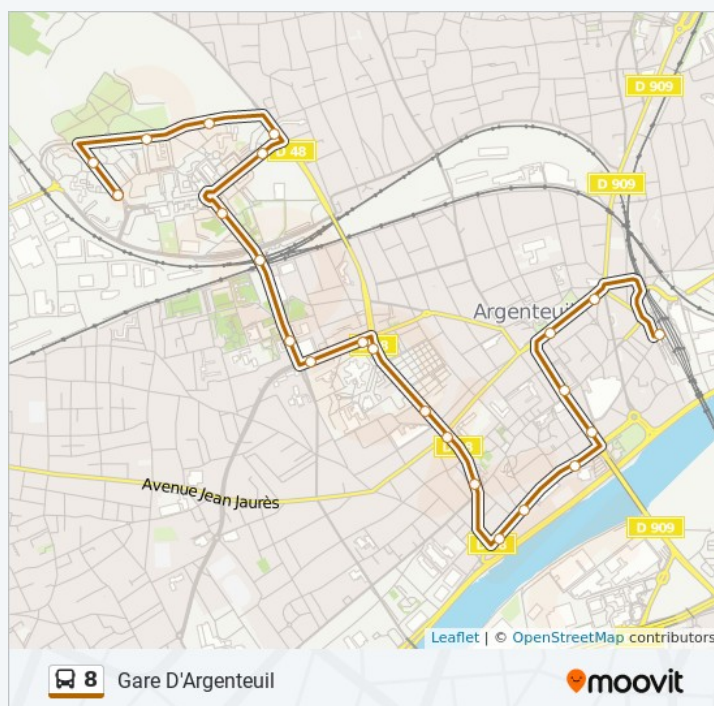 D 909
D 48
D 909
Argenteuil
Avenue Jean Jaurès
D 909
Leaflet | © OpenStreetMap contributors
8 Gare D'Argenteuil
moovit